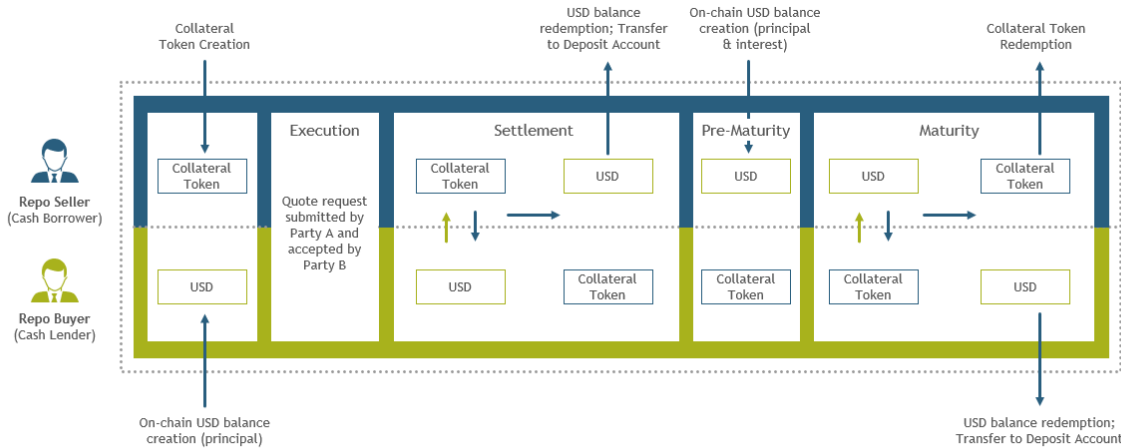 Collateral
Token Creation
USD balance
redemption; Transfer
to Deposit Account
On-chain USD balance
creation (principal
& interest)
Collateral Token
Redemption
Execution
Settlement
Pre-Maturity
Maturity
Repo Seller
(Cash Borrower)
Collateral
Token
Quote request
submitted by
Party A and
accepted by
Party B
Collateral
Token
USD
USD
USD
Collateral
Token
Repo Buyer
(Cash Lender)
USD
USD
Collateral
Token
Collateral
Token
Collateral
Token
USD
On-chain USD balance
creation (principal)
USD balance redemption;
Transfer to Deposit Account